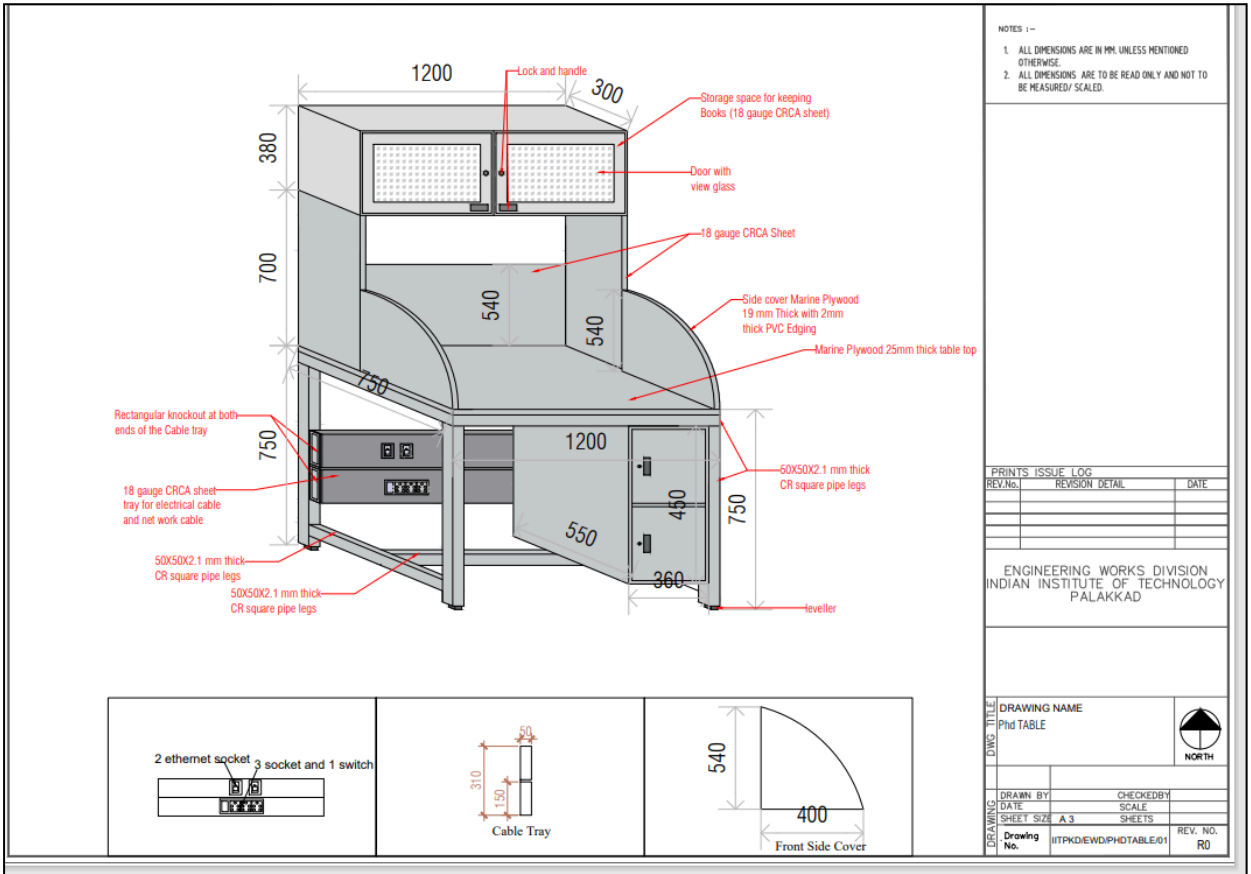 1200
Lock and handle
300
Storage space for keeping
Books (18 gauge CRCA sheet)
380
Door with
view glass
18 gauge CRCA Sheet
700
540
540
Side cover Marine Plywood
19 mm Thick with 2mm
thick PVC Edging
Marine Plywood 25mm thick table top
750
Rectangular knockout at both
ends of the Cable tray
750
1200
50X50X2.1 mm thick
CR square pipe legs
18 gauge CRCA sheet
tray for electrical cable
and net work cable
450
750
550
50X50X2.1 mm thick
CR square pipe legs
360
50X50X2.1 mm thick
CR square pipe legs
leveller
2 ethernet socket
3 socket and 1 switch
50
310
150
Cable Tray
540
400
Front Side Cover
NOTES :-
1. ALL DIMENSIONS ARE IN MM. UNLESS MENTIONED
OTHERWISE.
2. ALL DIMENSIONS ARE TO BE READ ONLY AND NOT TO
BE MEASURED/ SCALED.
PRINTS ISSUE LOG
REV.No. REVISION DETAIL DATE
ENGINEERING WORKS DIVISION
INDIAN INSTITUTE OF TECHNOLOGY
PALAKKAD
DWG TITLE
DRAWING NAME
Phd TABLE
NORTH
DRAWING
DRAWN BY CHECKEDBY
DATE SCALE
SHEET SIZE A 3 SHEETS
Drawing No. IITPKD/EWD/PHDTABLE/01 REV. NO.
R0